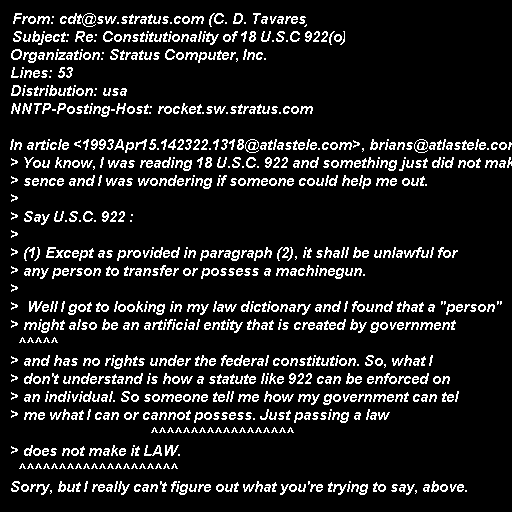 From: cdt@sw.stratus.com (C. D. Tavares)
Subject: Re: Constitutionality of 18 U.S.C 922(o)
Organization: Stratus Computer, Inc.
Lines: 53
Distribution: usa
NNTP-Posting-Host: rocket.sw.stratus.com

In article <1993Apr15.142322.1318@atlastele.com>, brians@atlastele.com
> You know, I was reading 18 U.S.C. 922 and something just did not mak
> sence and I was wondering if someone could help me out.
>
> Say U.S.C. 922 :
>
> (1) Except as provided in paragraph (2), it shall be unlawful for
> any person to transfer or possess a machinegun.
>
>  Well I got to looking in my law dictionary and I found that a "person"
> might also be an artificial entity that is created by government
  ^^^^^
> and has no rights under the federal constitution. So, what I
> don't understand is how a statute like 922 can be enforced on
> an individual. So someone tell me how my government can tel
> me what I can or cannot possess. Just passing a law
                   ^^^^^^^^^^^^^^^^^^
> does not make it LAW.
  ^^^^^^^^^^^^^^^^^^^^
Sorry, but I really can't figure out what you're trying to say, above.